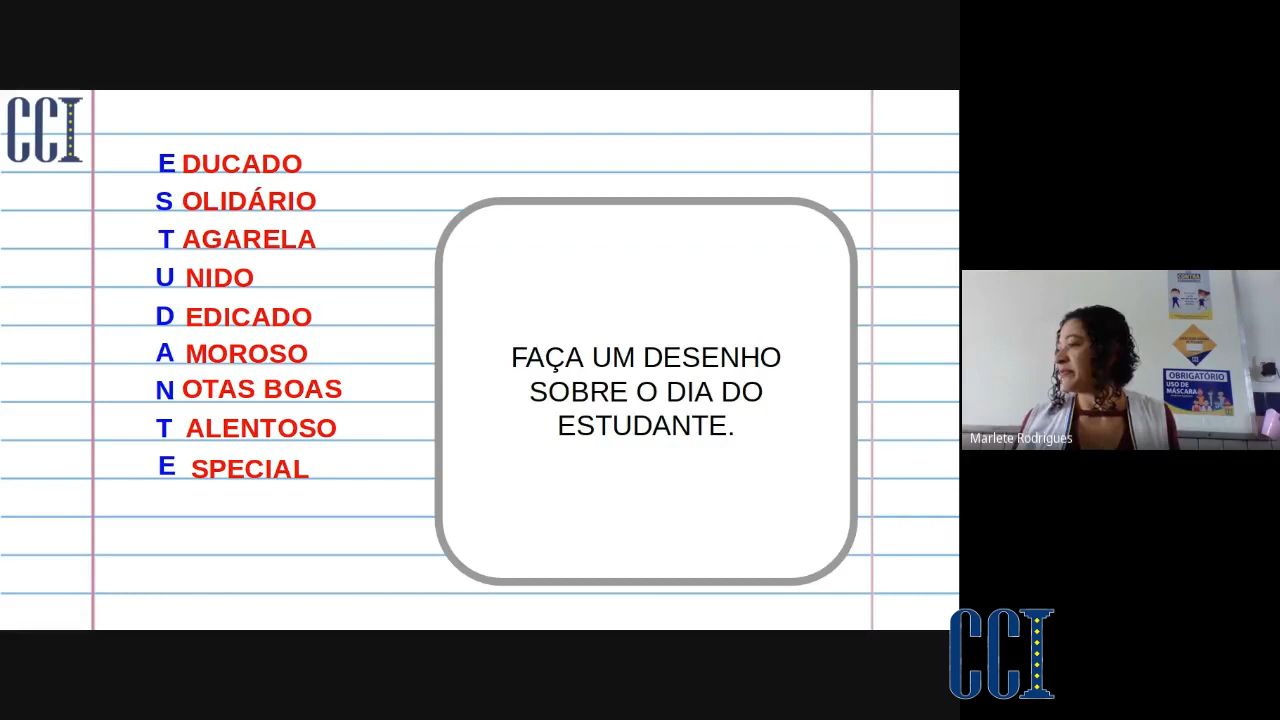 CCI
E DUCADO
S OLIDÁRIO
T AGARELA
U NIDO
D EDICADO
A MOROSO
N OTAS BOAS
T ALENTOSO
E SPECIAL
FAÇA UM DESENHO
SOBRE O DIA DO
ESTUDANTE.
CONTRA
OBRIGATÓRIO
USO DE
MÁSCARA
Marlete Rodrigues
CCI